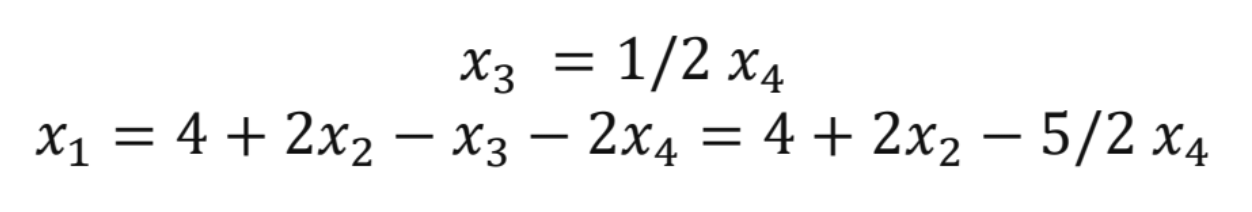 x₃ = 1/2 x₄
x₁ = 4 + 2x₂ − x₃ − 2x₄ = 4 + 2x₂ − 5/2 x₄